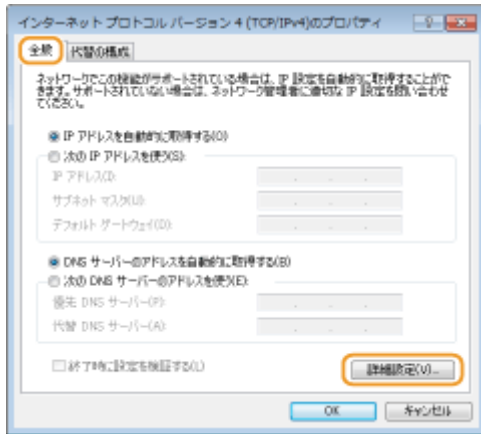 インターネット プロトコル バージョン 4 (TCP/IPv4)のプロパティ
全般
代替の構成
ネットワークでこの機能がサポートされている場合は、IP 設定を自動的に取得することがで
きます。サポートされていない場合は、ネットワーク管理者に適切な IP 設定を問い合わせ
てください。
IP アドレスを自動的に取得する(O)
次の IP アドレスを使う(S):
IP アドレス(I):
サブネット マスク(U):
デフォルト ゲートウェイ(D):
DNS サーバーのアドレスを自動的に取得する(B)
次の DNS サーバーのアドレスを使う(E):
優先 DNS サーバー(P):
代替 DNS サーバー(A):
終了時に設定を検証する(L)
詳細設定(V)...
OK
キャンセル